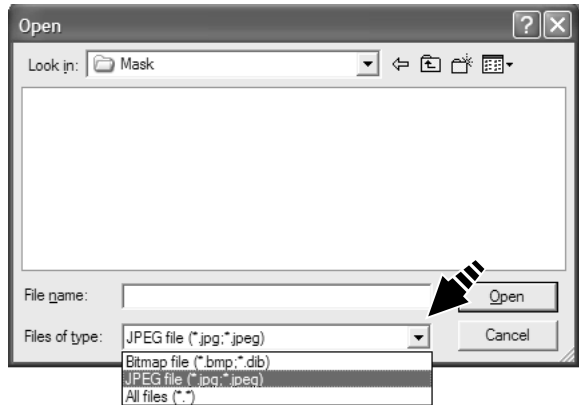 Open
Look in: Mask
File name:
Open
Files of type: JPEG file (*.jpg;*.jpeg)
Cancel
Bitmap file (*.bmp;*.dib)
JPEG file (*.jpg;*.jpeg)
All files (*.*)